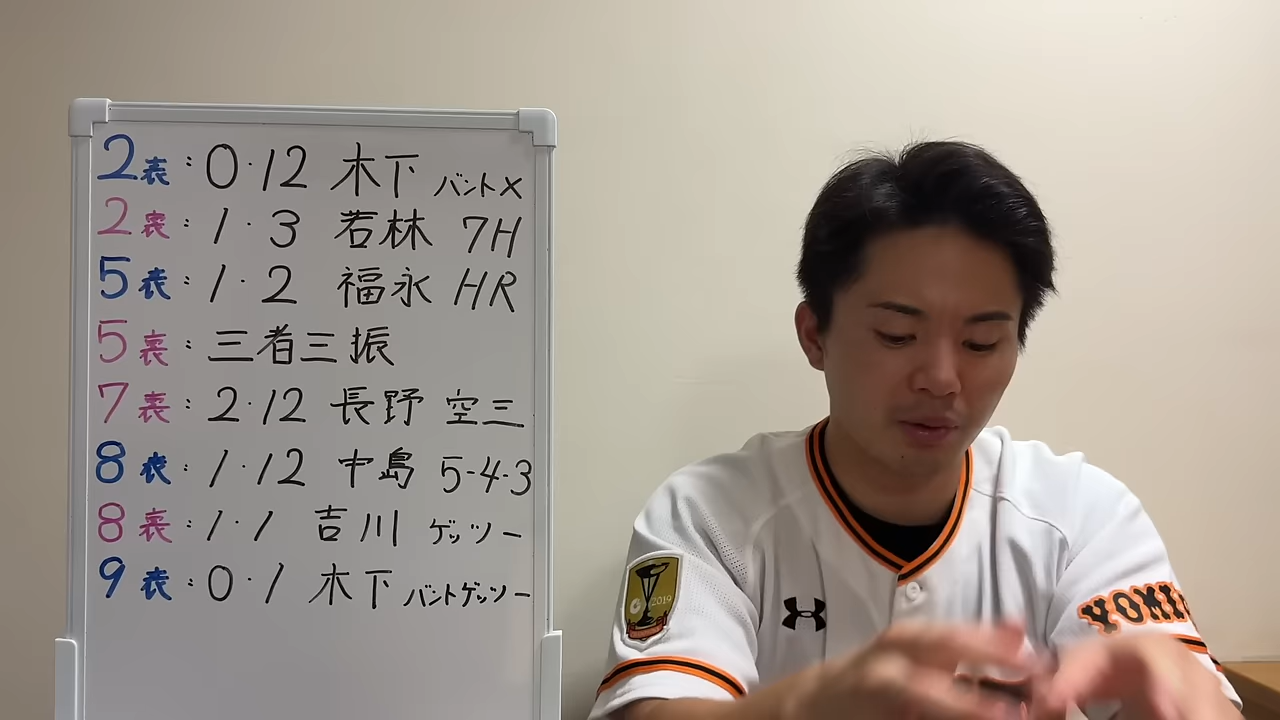 2表:0・12 木下 バント×
2裏:1・3 若林 7H
5表:1・2 福永 HR
5裏:三者三振
7裏:2・12 長野 空三
8表:1・12 中島 5-4-3
8裏:1・1 吉川 ゲッツー
9表:0・1 木下 バントゲッツー
2019
YOMI